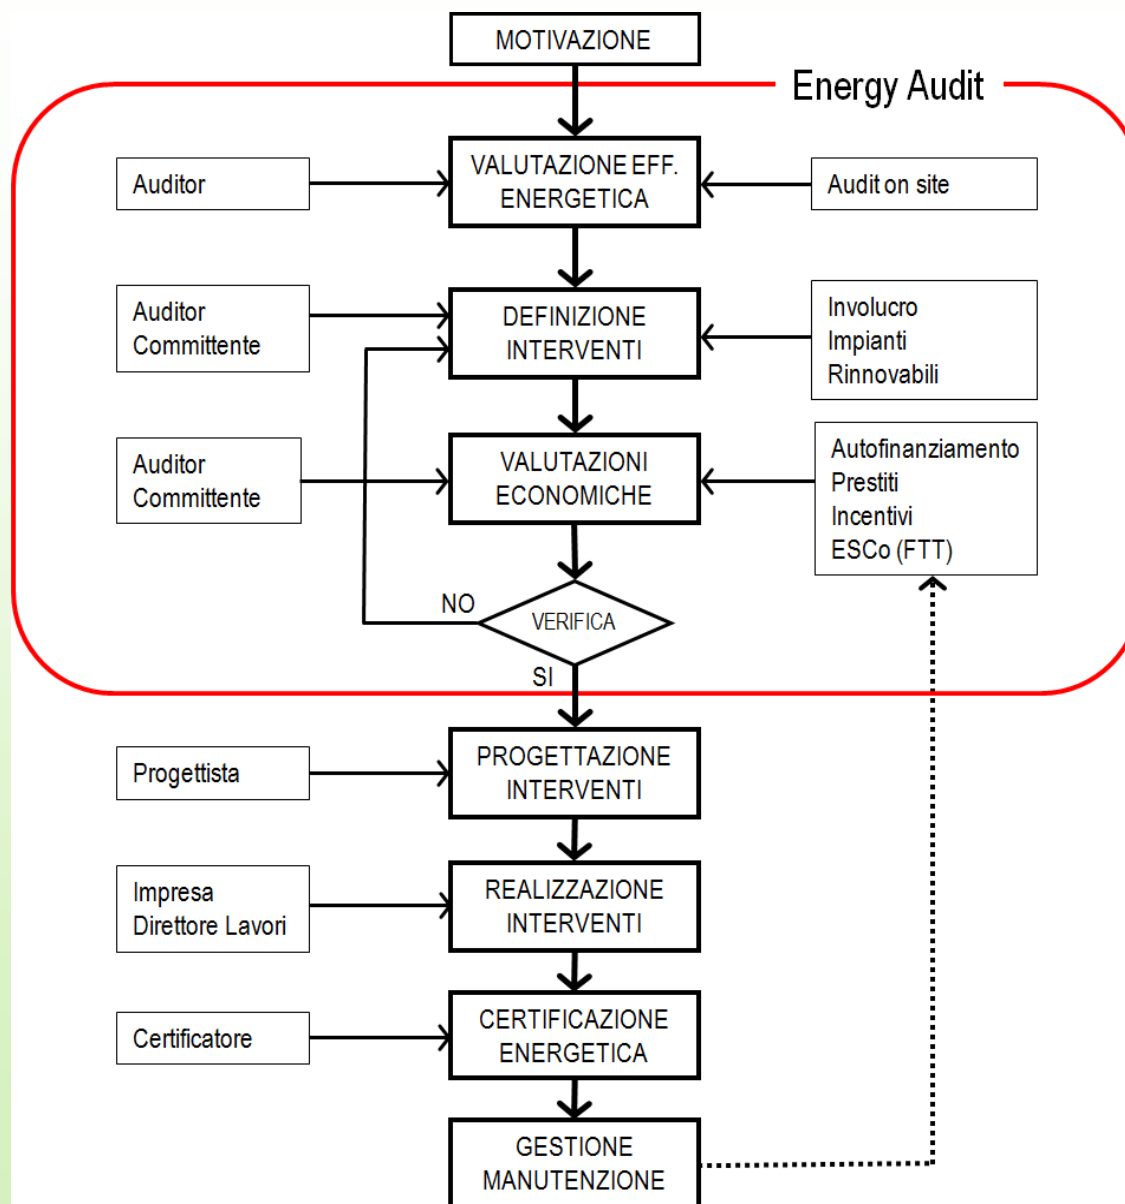 MOTIVAZIONE
Energy Audit
Auditor
VALUTAZIONE EFF.
ENERGETICA
Audit on site
Auditor
Committente
DEFINIZIONE
INTERVENTI
Involucro
Impianti
Rinnovabili
Auditor
Committente
VALUTAZIONI
ECONOMICHE
Autofinanziamento
Prestiti
Incentivi
ESCo (FTT)
NO
VERIFICA
SI
Progettista
PROGETTAZIONE
INTERVENTI
Impresa
Direttore Lavori
REALIZZAZIONE
INTERVENTI
Certificatore
CERTIFICAZIONE
ENERGETICA
GESTIONE
MANUTENZIONE